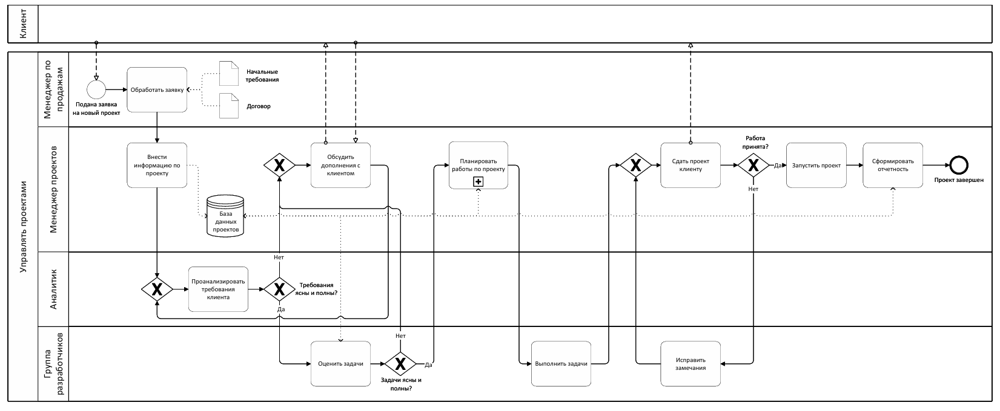 Клиент
Управлять проектами
Менеджер по
продажам
Подана заявка
на новый проект
Обработать заявку
Начальные
требования
Договор
Менеджер проектов
Внести
информацию по
проекту
База
данных
проектов
X
Обсудить
дополнения с
клиентом
Планировать
работы по проекту
X
Сдать проект
клиенту
Работа
принята?
X
Да
Нет
Запустить проект
Сформировать
отчетность
Проект завершен
Аналитик
X
Проанализировать
требования
клиента
Нет
X
Требования
ясны и полны?
Да
Группа
разработчиков
Оценить задачи
Нет
X
Да
Задачи ясны и
полны?
Выполнить задачи
Исправить
замечания